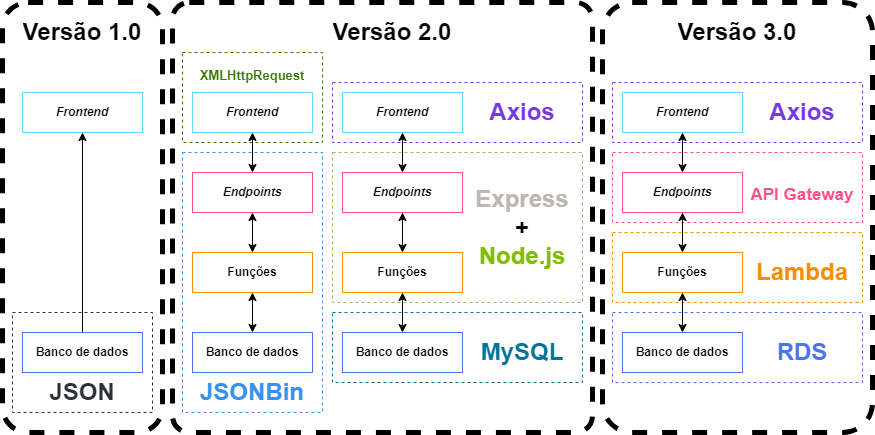 Versão 1.0
Frontend
Banco de dados
JSON
Versão 2.0
XMLHttpRequest
Frontend
Endpoints
Funções
Banco de dados
JSONBin
Frontend
Axios
Endpoints
Express
+
Node.js
Funções
Banco de dados
MySQL
Versão 3.0
Frontend
Axios
Endpoints
API Gateway
Funções
Lambda
Banco de dados
RDS